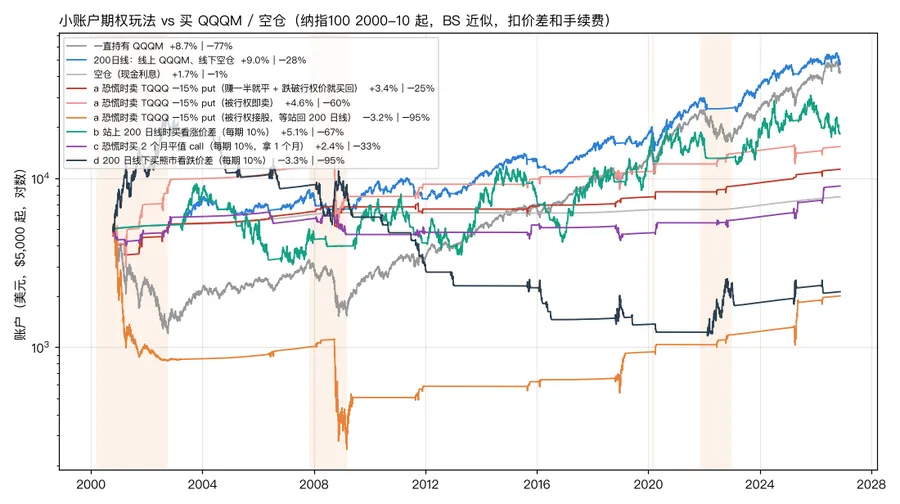 小账户期权玩法 vs 买 QQQM / 空仓（纳指100 2000-10 起，BS 近似，扣价差和手续费）
一直持有 QQQM +8.7% | −77%
200日线：线上 QQQM、线下空仓 +9.0% | −28%
空仓（现金利息） +1.7% | −1%
a 恐慌时卖 TQQQ −15% put（赚一半就平 + 跌破行权价就买回） +3.4% | −25%
a 恐慌时卖 TQQQ −15% put（被行权即卖） +4.6% | −60%
a 恐慌时卖 TQQQ −15% put（被行权接股，等站回 200 日线） −3.2% | −95%
b 站上 200 日线时买看涨价差（每期 10%） +5.1% | −67%
c 恐慌时买 2 个月平值 call（每期 10%，拿 1 个月） +2.4% | −33%
d 200 日线下买熊市看跌价差（每期 10%） −3.3% | −95%
账户（美元，$5,000 起，对数）
10⁴
10³
2000 2004 2008 2012 2016 2020 2024 2028